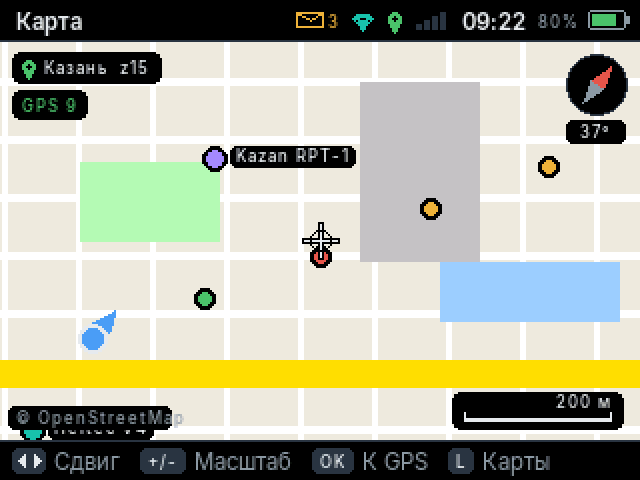 Карта 3 09:22 80%
Казань z15
GPS 9
37°
Kazan RPT-1
200 м
© OpenStreetMap
Сдвиг +/- Масштаб OK К GPS L Карты